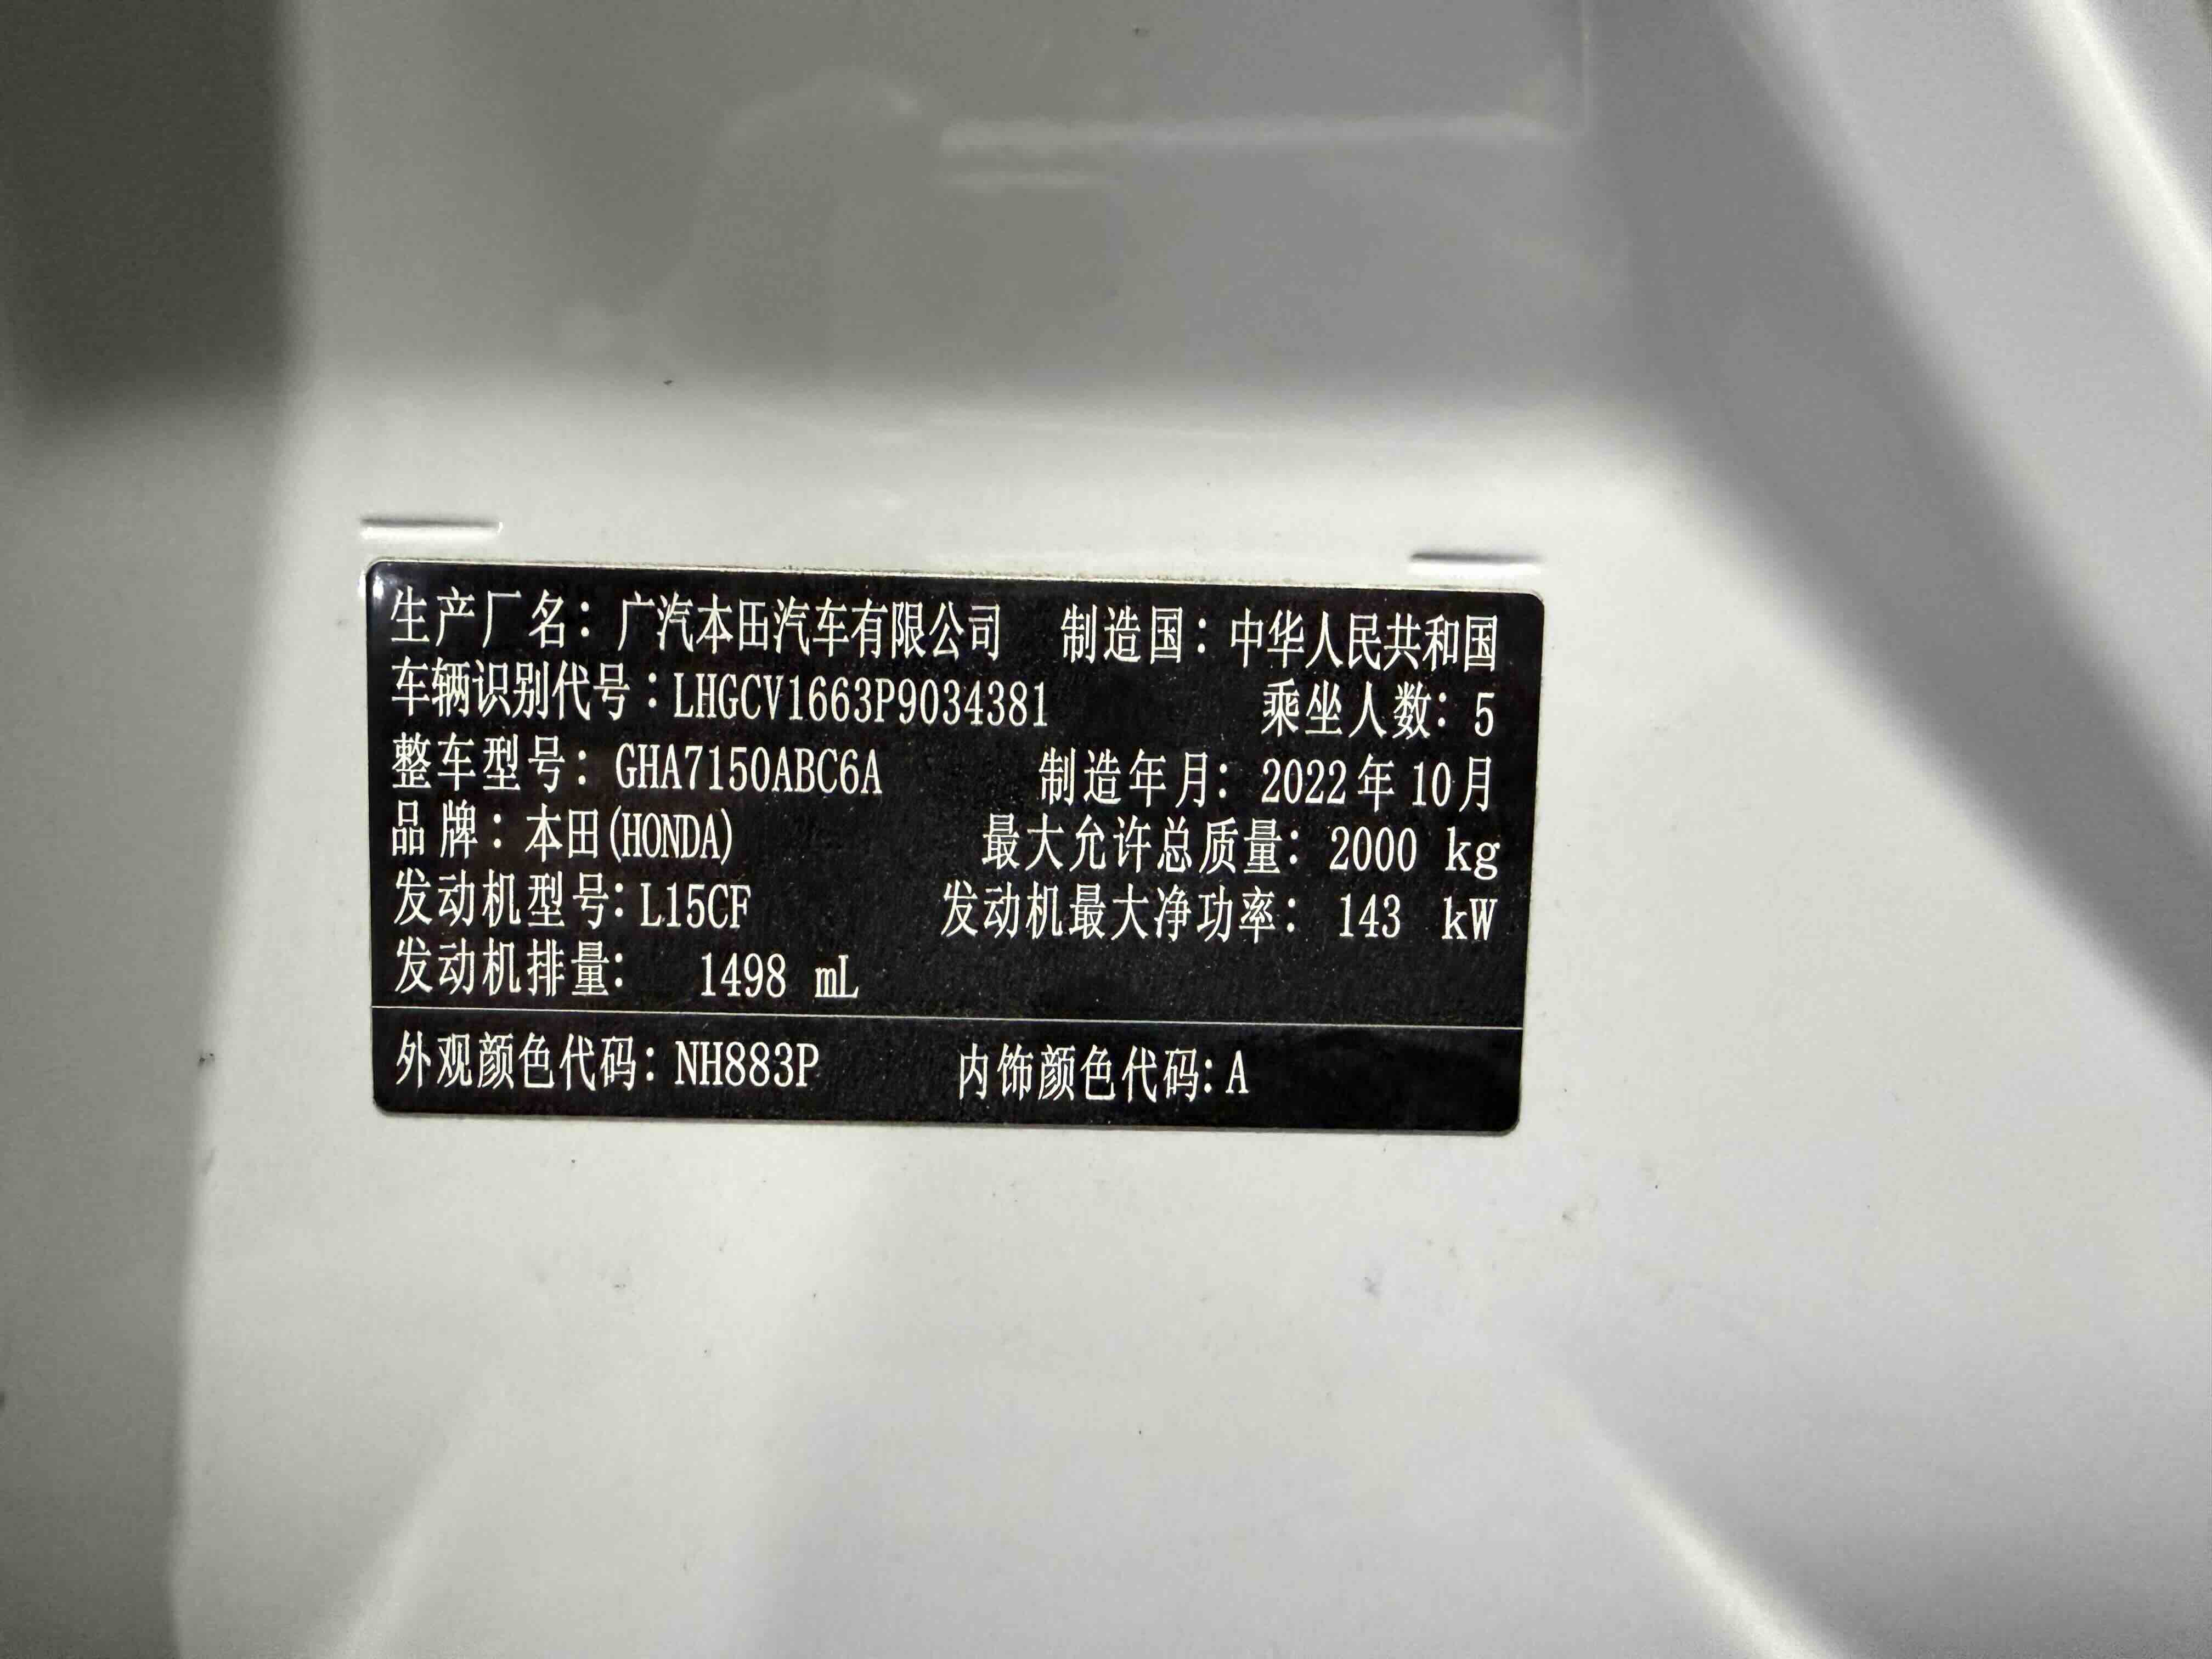 生产厂名：广汽本田汽车有限公司 制造国：中华人民共和国
车辆识别代号：LHGCV1663P9034381 乘坐人数：5
整车型号：GHA7150ABC6A 制造年月：2022年10月
品牌：本田(HONDA) 最大允许总质量：2000 kg
发动机型号：L15CF 发动机最大净功率：143 kW
发动机排量： 1498 mL
外观颜色代码：NH883P 内饰颜色代码：A